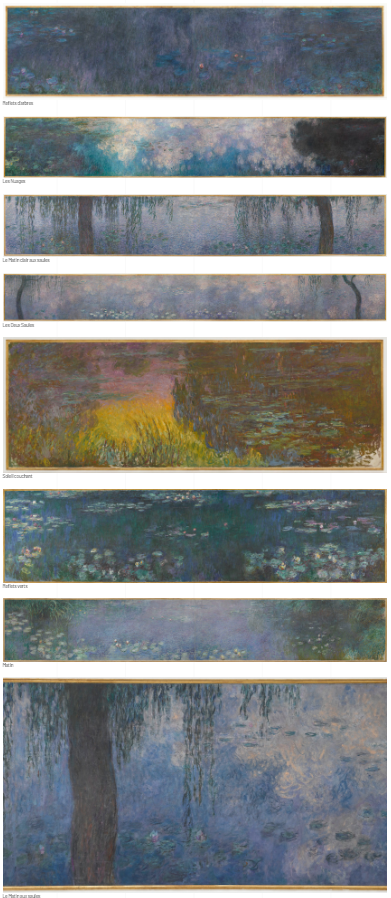 Reflets d'arbres
Les Nuages
Le Matin clair aux saules
Les Deux Saules
Soleil couchant
Reflets verts
Matin
Le Matin aux saules